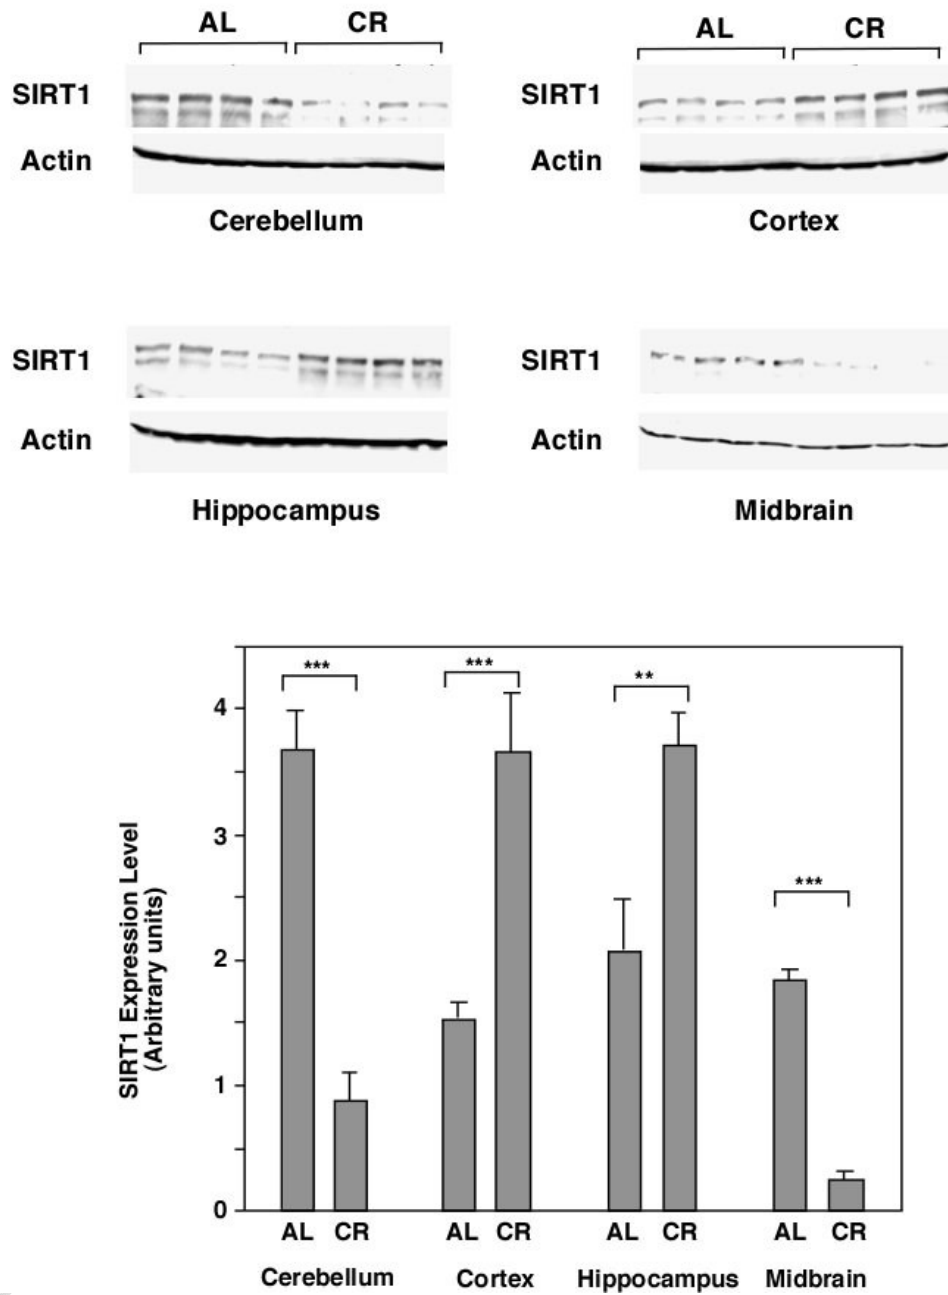 AL CR AL CR
SIRT1 SIRT1
Actin Actin
Cerebellum Cortex
SIRT1 SIRT1
Actin Actin
Hippocampus Midbrain
SIRT1 Expression Level
(Arbitrary units)
4
3
2
1
0
*** *** ** ***
AL CR AL CR AL CR AL CR
Cerebellum Cortex Hippocampus Midbrain